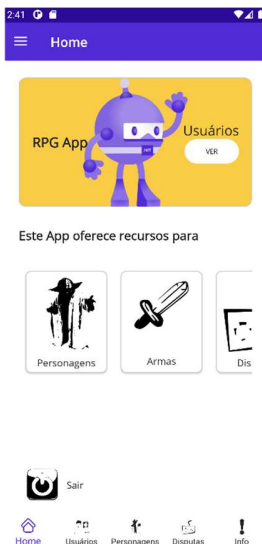 2:41
Home
RPG App
Usuários
VER
.NET
Este App oferece recursos para
Personagens
Armas
Dis
Sair
Home
Usuários
Personagens
Disputas
Info